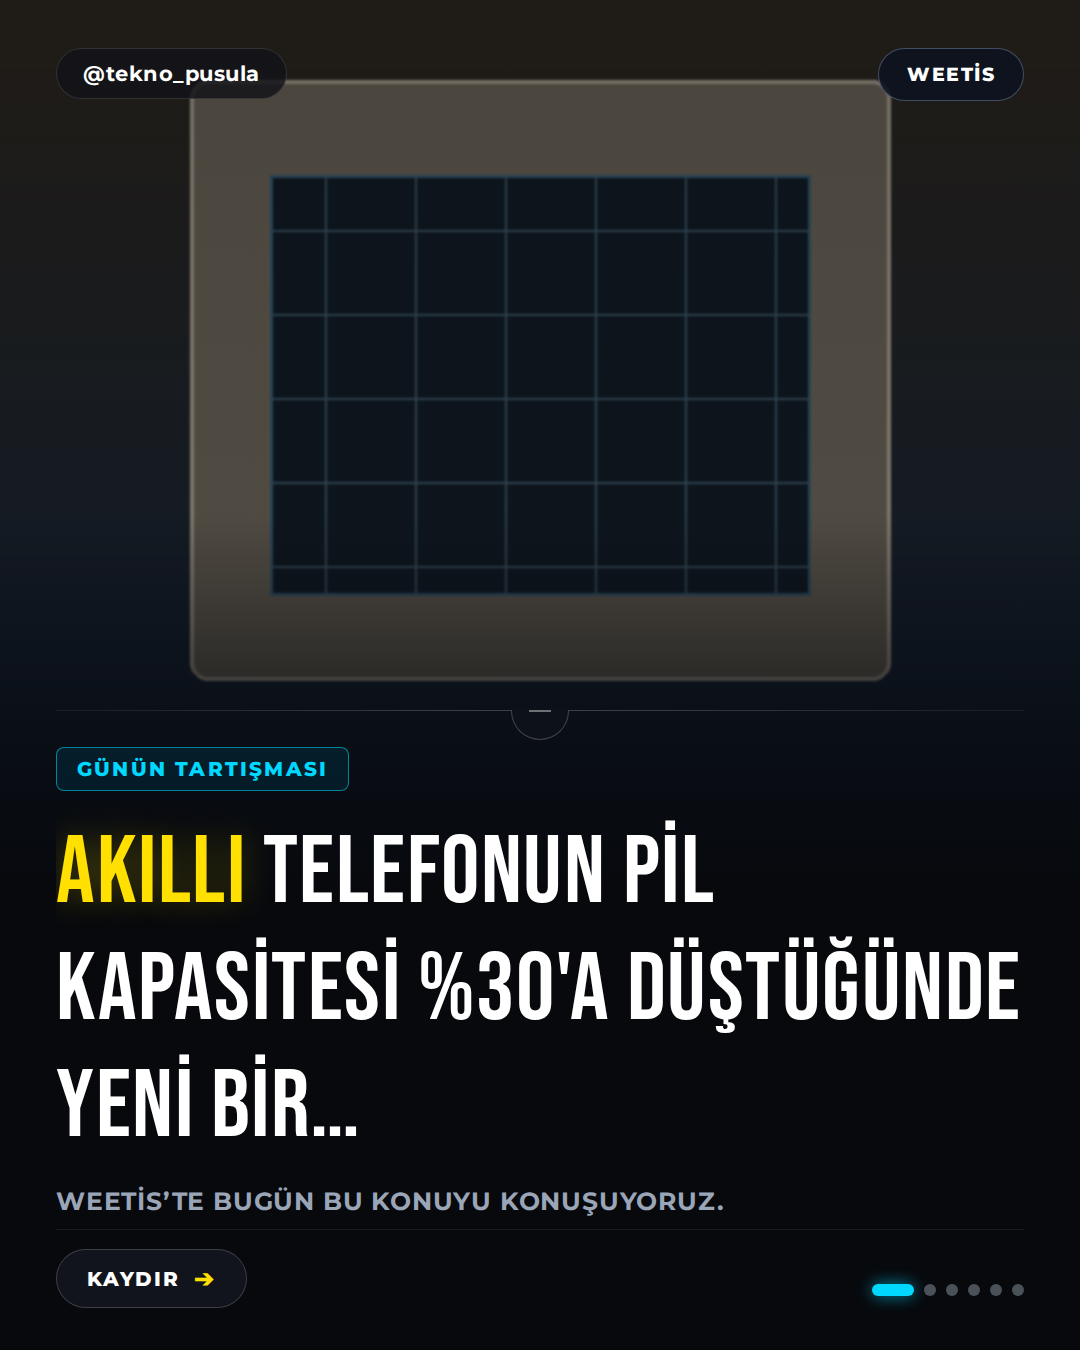 @tekno_pusula
WEETİS
GÜNÜN TARTIŞMASI
AKILLI TELEFONUN PİL
KAPASİTESİ %30'A DÜŞTÜĞÜNDE
YENİ BİR...
WEETİS’TE BUGÜN BU KONUYU KONUŞUYORUZ.
KAYDIR ➔